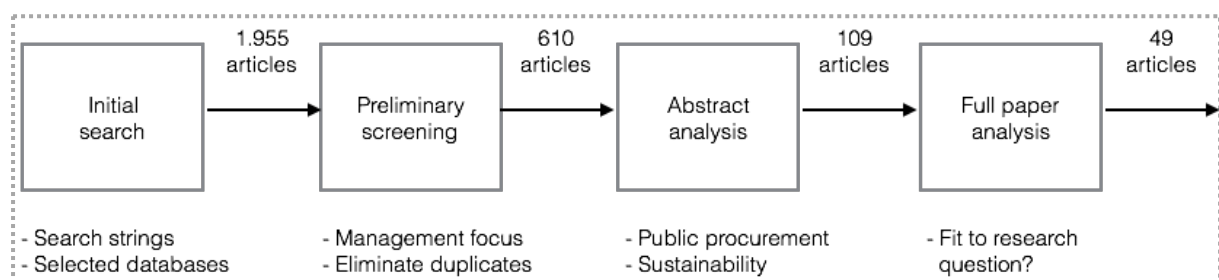 1.955
articles
610
articles
109
articles
49
articles
Initial
search
Preliminary
screening
Abstract
analysis
Full paper
analysis
- Search strings
- Selected databases
- Management focus
- Eliminate duplicates
- Public procurement
- Sustainability
- Fit to research
question?